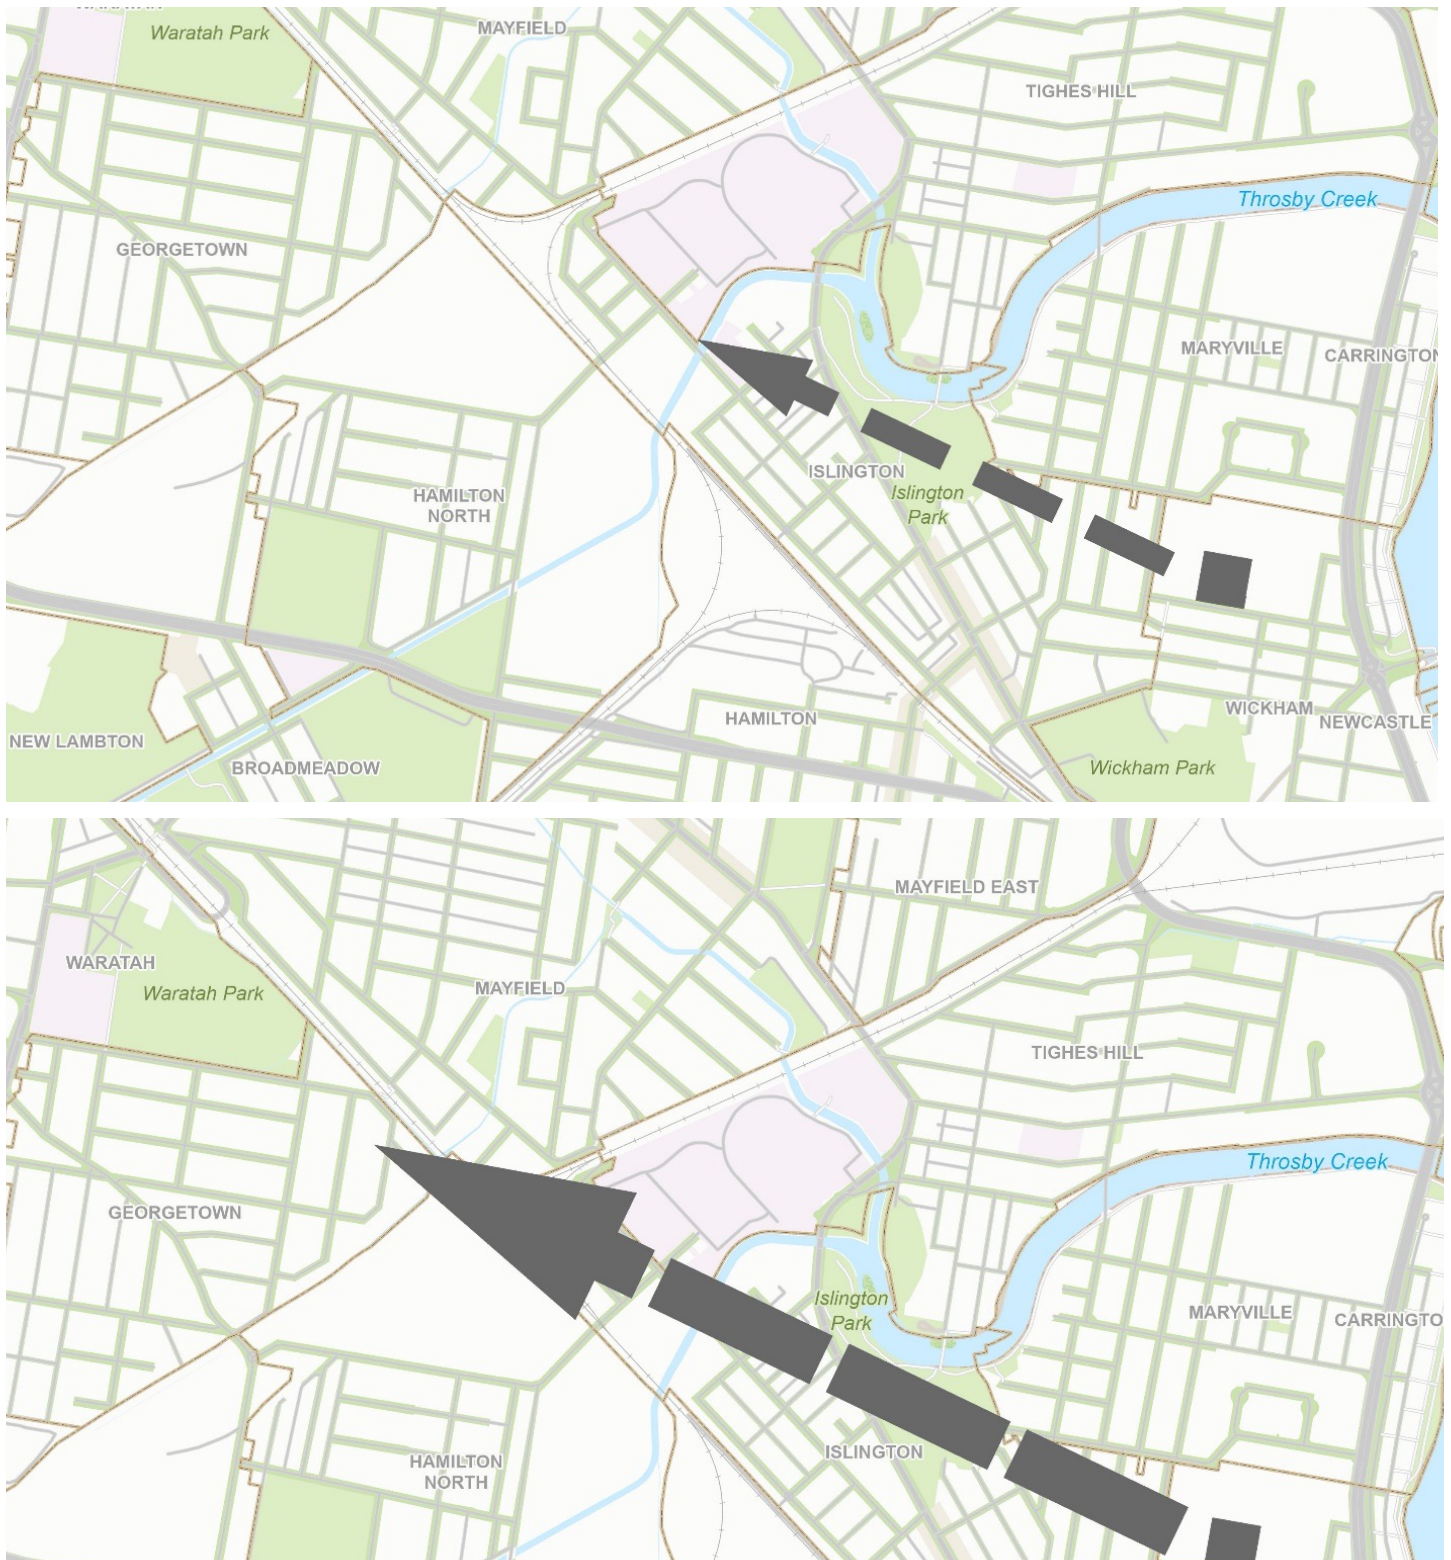 Waratah Park
MAYFIELD
TIGHES HILL
Throsby Creek
GEORGETOWN
MARYVILLE
CARRINGTON
ISLINGTON
Islington
Park
HAMILTON
NORTH
WICKHAM
HAMILTON
NEWCASTLE
NEW LAMBTON
BROADMEADOW
Wickham Park
MAYFIELD EAST
WARATAH
MAYFIELD
Waratah Park
TIGHES HILL
Throsby Creek
GEORGETOWN
Islington
Park
MARYVILLE
CARRINGTO
ISLINGTON
HAMILTON
NORTH